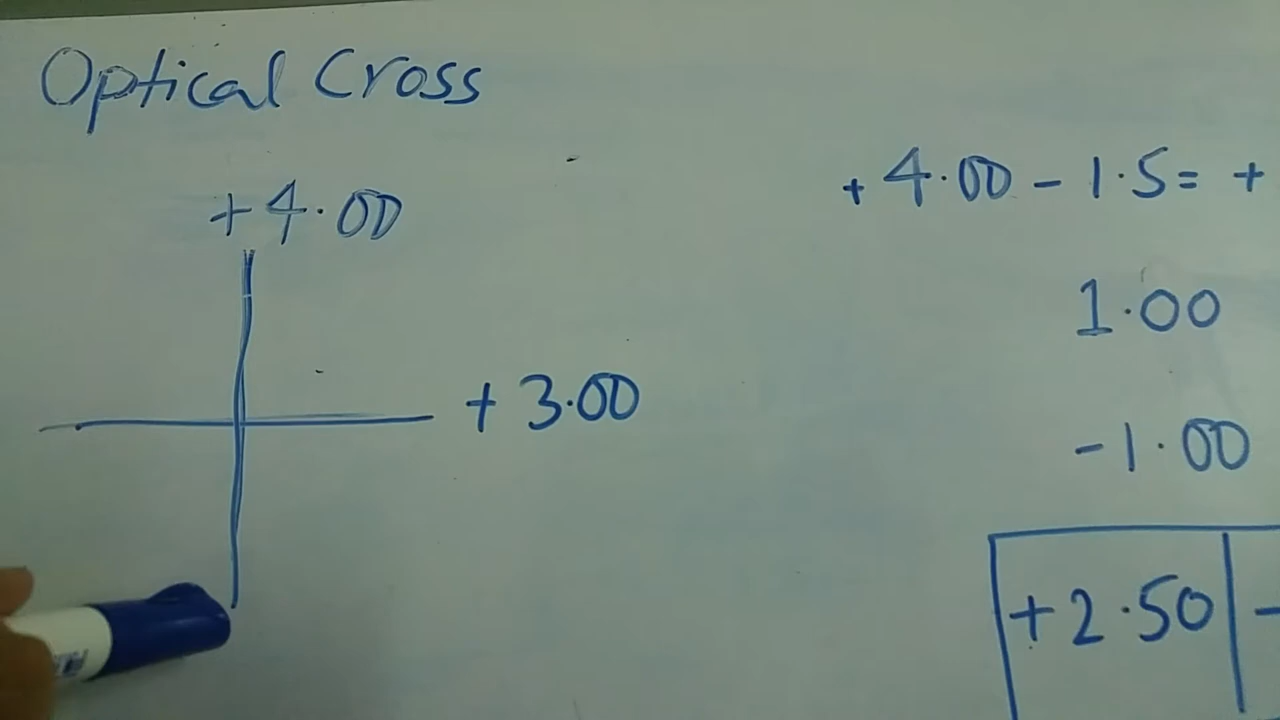 Optical Cross
+4.00
+3.00
+4.00 - 1.5 = +
1.00
-1.00
+2.50 -